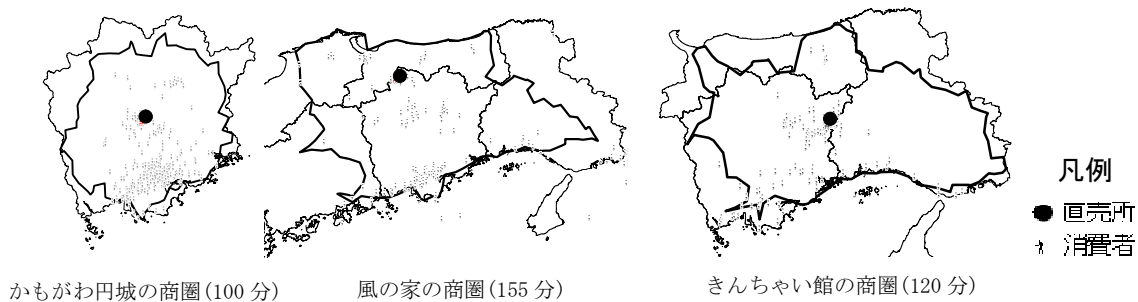 凡例
直売所
消費者
かもがわ円城の商圏(100 分)
風の家の商圏(155 分)
きんちゃい館の商圏(120 分)